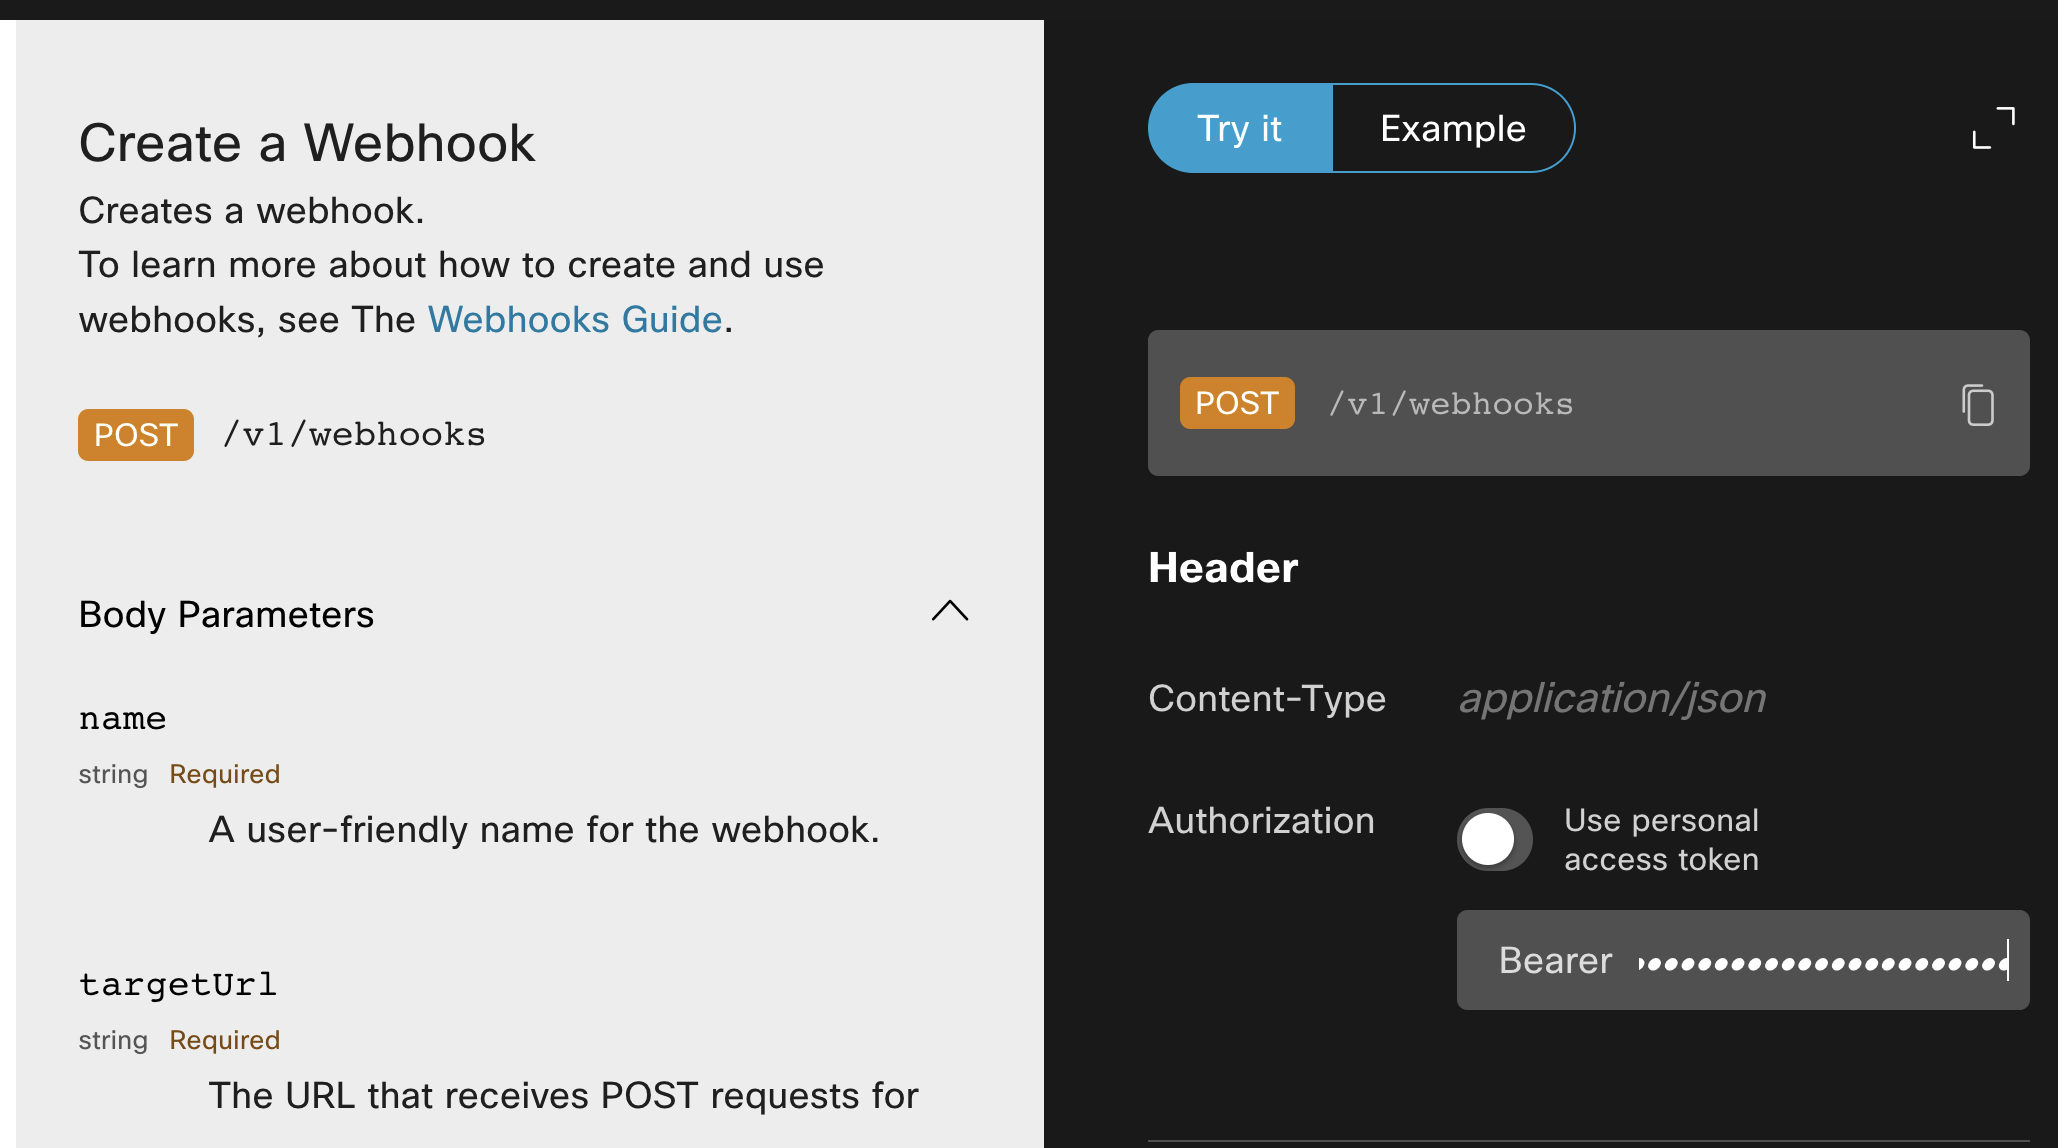 Create a Webhook
Creates a webhook.
To learn more about how to create and use
webhooks, see The Webhooks Guide.
POST /v1/webhooks
Body Parameters
name
string Required
A user-friendly name for the webhook.
targetUrl
string Required
The URL that receives POST requests for
Try it Example
POST /v1/webhooks
Header
Content-Type application/json
Authorization
Use personal
access token
Bearer